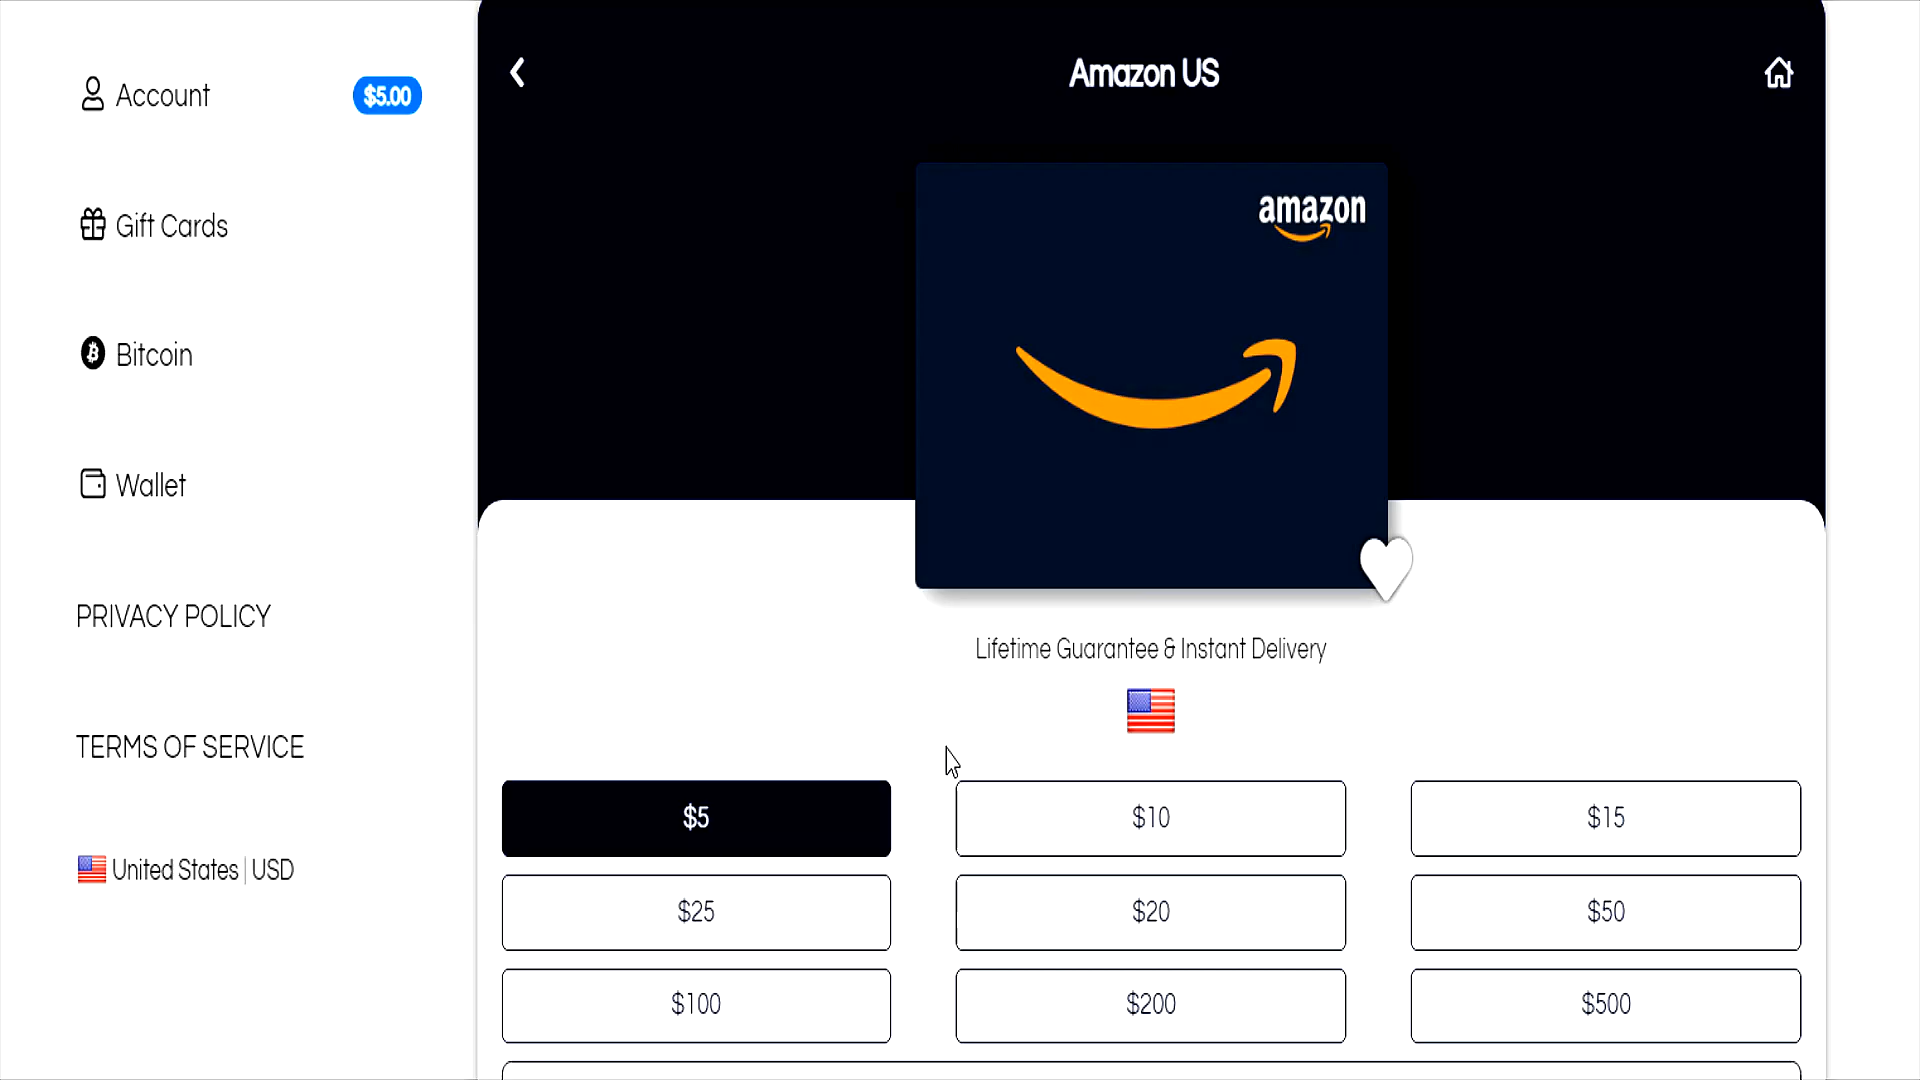 Account
$5.00
Gift Cards
Bitcoin
Wallet
PRIVACY POLICY
TERMS OF SERVICE
United States | USD
Amazon US
amazon
Lifetime Guarantee & Instant Delivery
$5
$10
$15
$25
$20
$50
$100
$200
$500